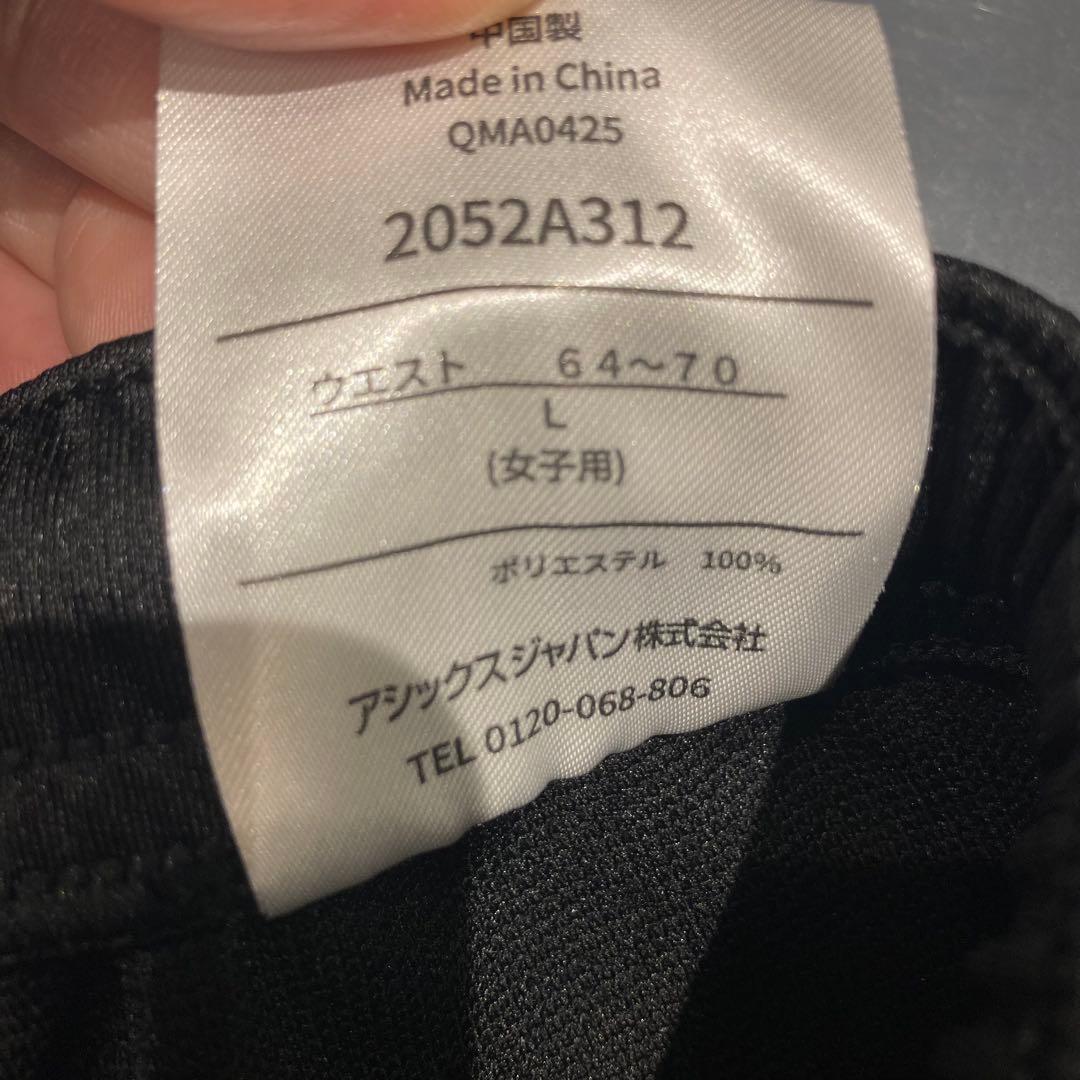 中国製
Made in China
QMA0425
2052A312
ウエスト　６４～７０
L
(女子用)
ポリエステル　100%
アシックスジャパン株式会社
TEL 0120-068-806